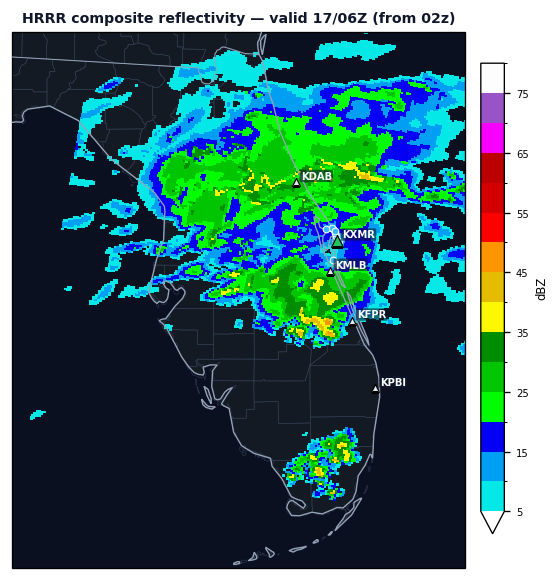 HRRR composite reflectivity — valid 17/06Z (from 02z)
KDAB
KXMR
KMLB
KFPR
KPBI
75
65
55
45
35
25
15
5
dBZ